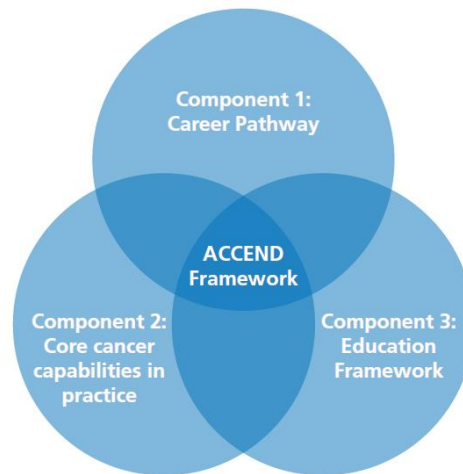 Component 1:
Career Pathway
ACCEND
Framework
Component 2:
Core cancer
capabilities in
practice
Component 3:
Education
Framework